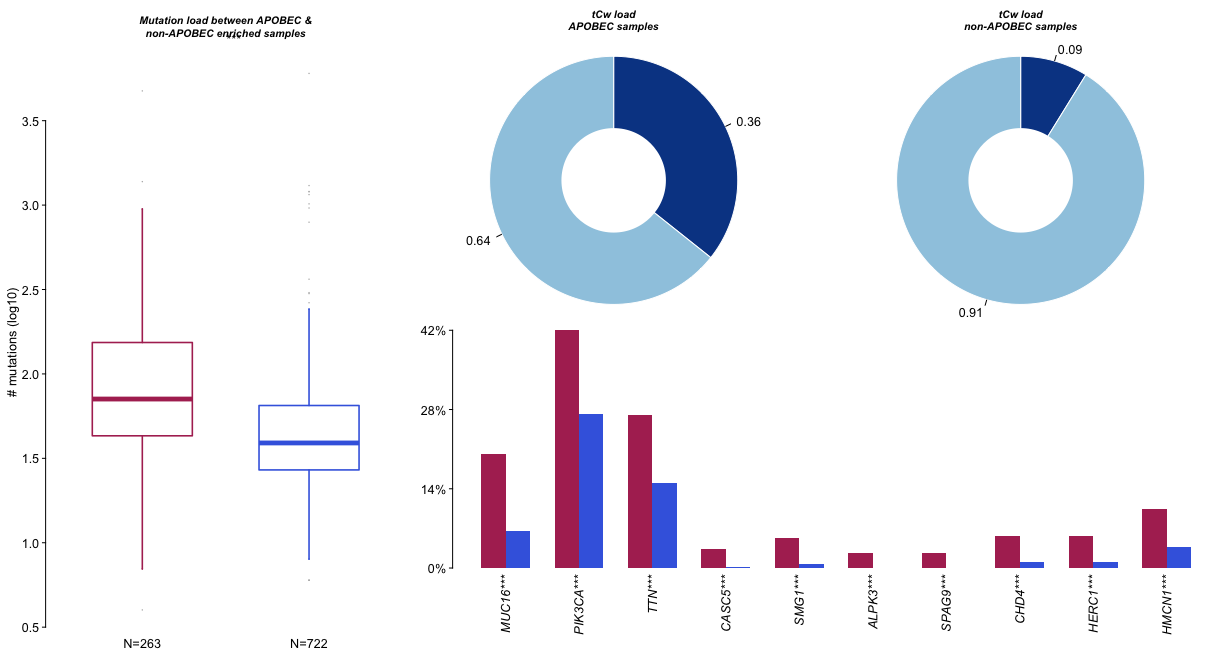 Mutation load between APOBEC &
non-APOBEC enriched samples
***
# mutations (log10)
3.5
3.0
2.5
2.0
1.5
1.0
0.5
N=263
N=722
tCw load
APOBEC samples
0.36
0.64
tCw load
non-APOBEC samples
0.09
0.91
42%
28%
14%
0%
MUC16***
PIK3CA***
TTN***
CASC5***
SMG1***
ALPK3***
SPAG9***
CHD4***
HERC1***
HMCN1***